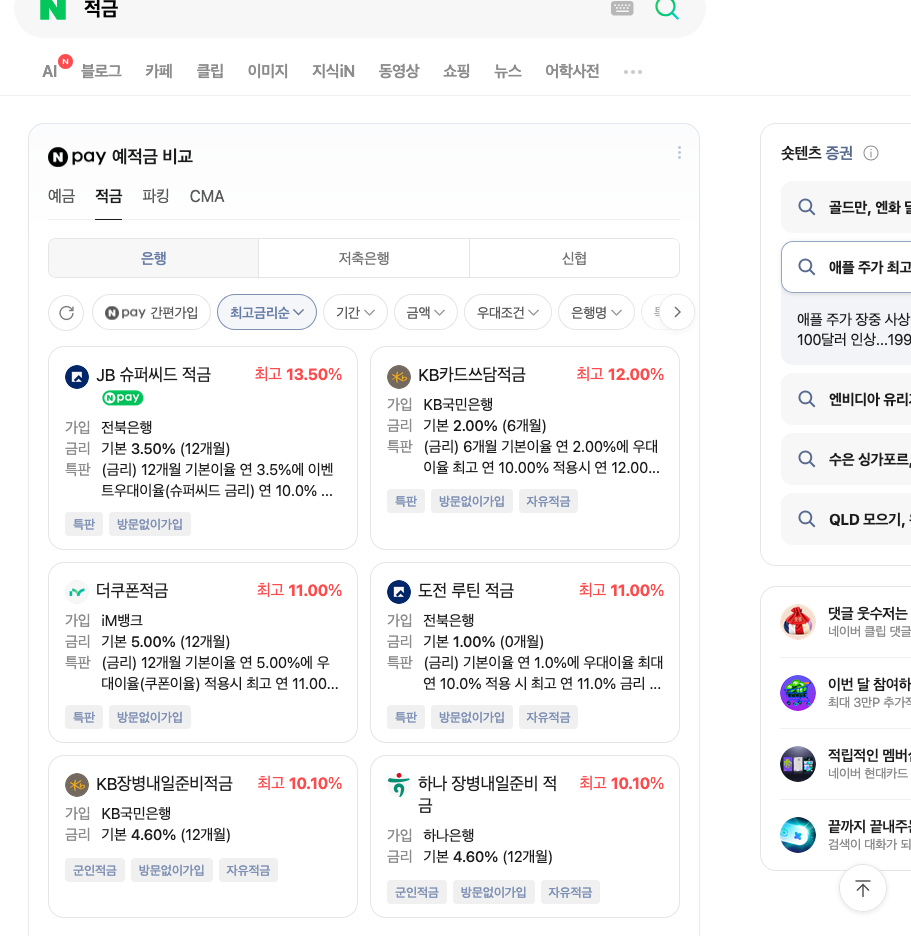 적금
AI N 블로그 카페 클립 이미지 지식iN 동영상 쇼핑 뉴스 어학사전
N pay 예적금 비교
예금 적금 파킹 CMA
은행 저축은행 신협
N pay 간편가입 최고금리순 기간 금액 우대조건 은행명
JB 슈퍼씨드 적금 최고 13.50%
N pay
가입 전북은행
금리 기본 3.50% (12개월)
특판 (금리) 12개월 기본이율 연 3.5%에 이벤
트우대이율(슈퍼씨드 금리) 연 10.0% ...
특판 방문없이가입
KB카드쓰담적금 최고 12.00%
가입 KB국민은행
금리 기본 2.00% (6개월)
특판 (금리) 6개월 기본이율 연 2.00%에 우대
이율 최고 연 10.00% 적용시 연 12.00...
특판 방문없이가입 자유적금
더쿠폰적금 최고 11.00%
가입 iM뱅크
금리 기본 5.00% (12개월)
특판 (금리) 12개월 기본이율 연 5.00%에 우
대이율(쿠폰이율) 적용시 최고 연 11.00...
특판 방문없이가입
도전 루틴 적금 최고 11.00%
가입 전북은행
금리 기본 1.00% (0개월)
특판 (금리) 기본이율 연 1.0%에 우대이율 최대
연 10.0% 적용 시 최고 연 11.0% 금리 ...
특판 방문없이가입 자유적금
KB장병내일준비적금 최고 10.10%
가입 KB국민은행
금리 기본 4.60% (12개월)
군인적금 방문없이가입 자유적금
하나 장병내일준비 적 최고 10.10%
금
가입 하나은행
금리 기본 4.60% (12개월)
군인적금 방문없이가입 자유적금
숏텐츠 증권
골드만, 엔화
애플 주가 최고
애플 주가 장중 사상
100달러 인상...199
엔비디아 유리
수은 싱가포르,
QLD 모으기,
댓글 웃수저는
네이버 클립 댓글
이번 달 참여하
최대 3만P 추가적
적립적인 멤버십
네이버 현대카드
끝까지 끝내주는
검색이 대화가 되